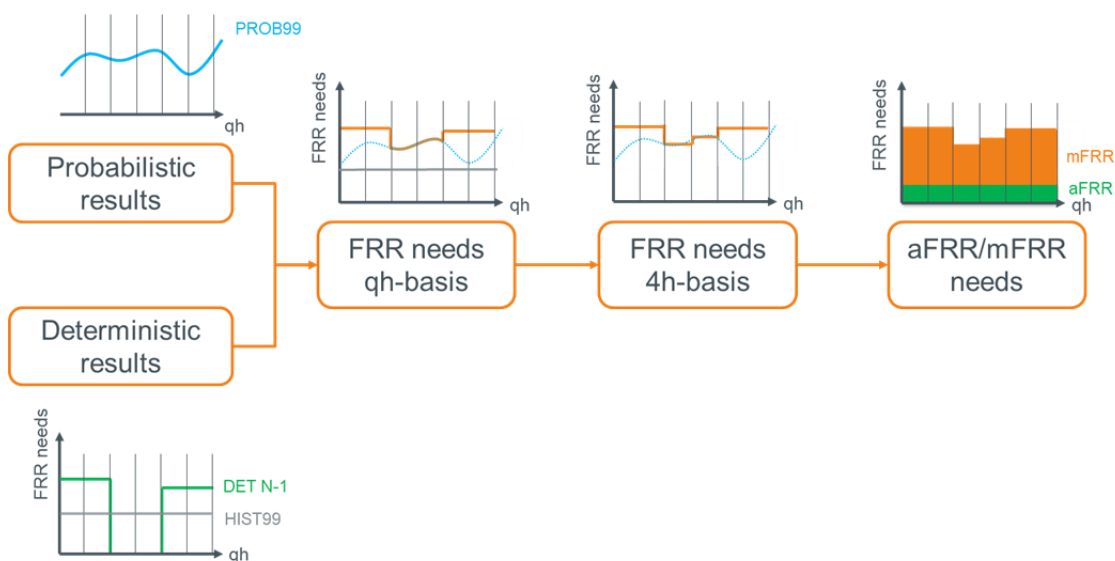 PROB99
qh
Probabilistic
results
Deterministic
results
FRR needs
DET N-1
HIST99
qh
FRR needs
qh
FRR needs
qh-basis
FRR needs
qh
FRR needs
4h-basis
FRR needs
mFRR
aFRR
qh
aFRR/mFRR
needs